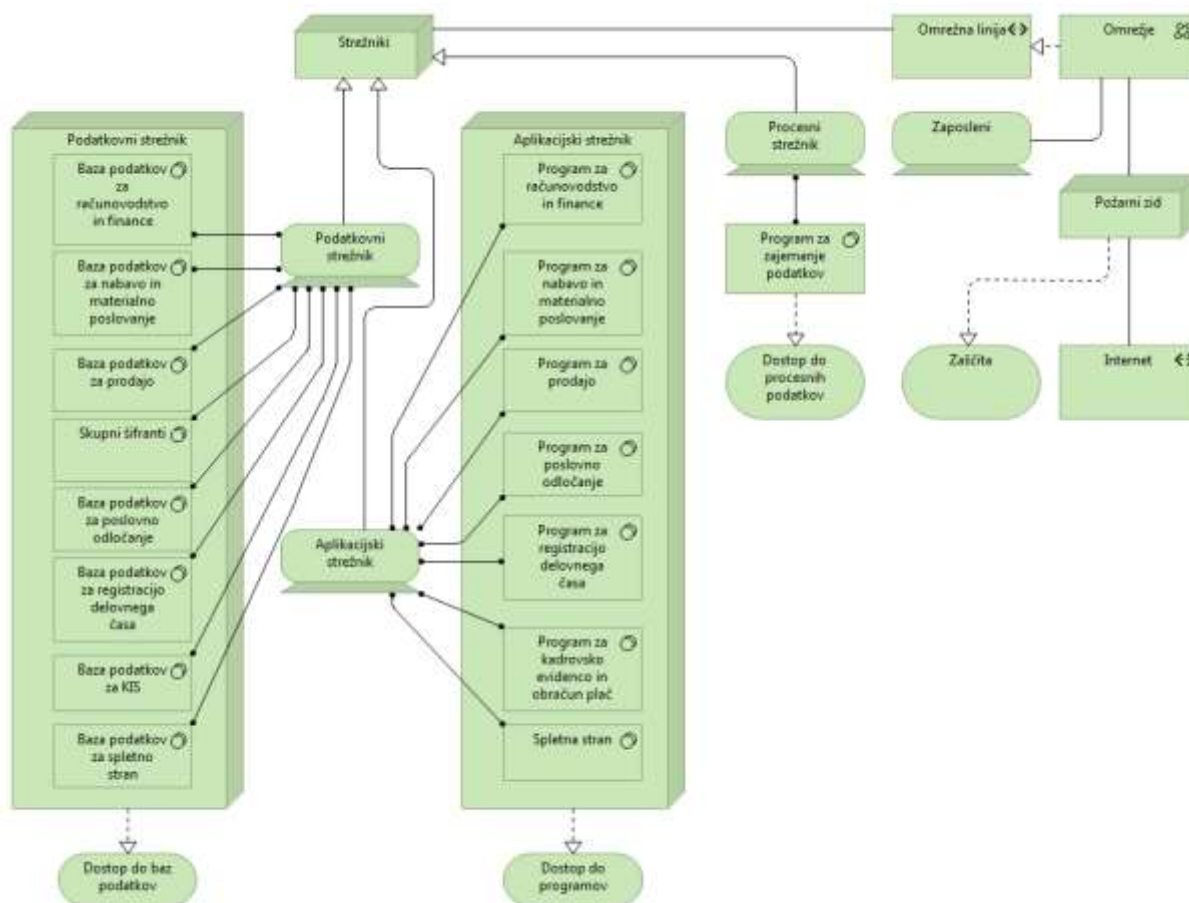 Strežniki
Omrežna linija
Omrežje
Podatkovni strežnik
Baza podatkov
za
računovodstvo
in finance
Baza podatkov
za nabavo in
materialno
poslovanje
Baza podatkov
za prodajo
Skupni šifranti
Baza podatkov
za poslovno
odločanje
Baza podatkov
za registracijo
delovnega
časa
Baza podatkov
za KIS
Baza podatkov
za spletno
stran
Dostop do baz
podatkov
Podatkovni
strežnik
Aplikacijski
strežnik
Aplikacijski strežnik
Program za
računovodstvo
in finance
Program za
nabavo in
materialno
poslovanje
Program za
prodajo
Program za
poslovno
odločanje
Program za
registracijo
delovnega
časa
Program za
kadrovsko
evidenco in
obračun plač
Spletna stran
Dostop do
programov
Procesni
strežnik
Program za
zajemanje
podatkov
Dostop do
procesnih
podatkov
Zaposleni
Požarni zid
Zaščita
Internet